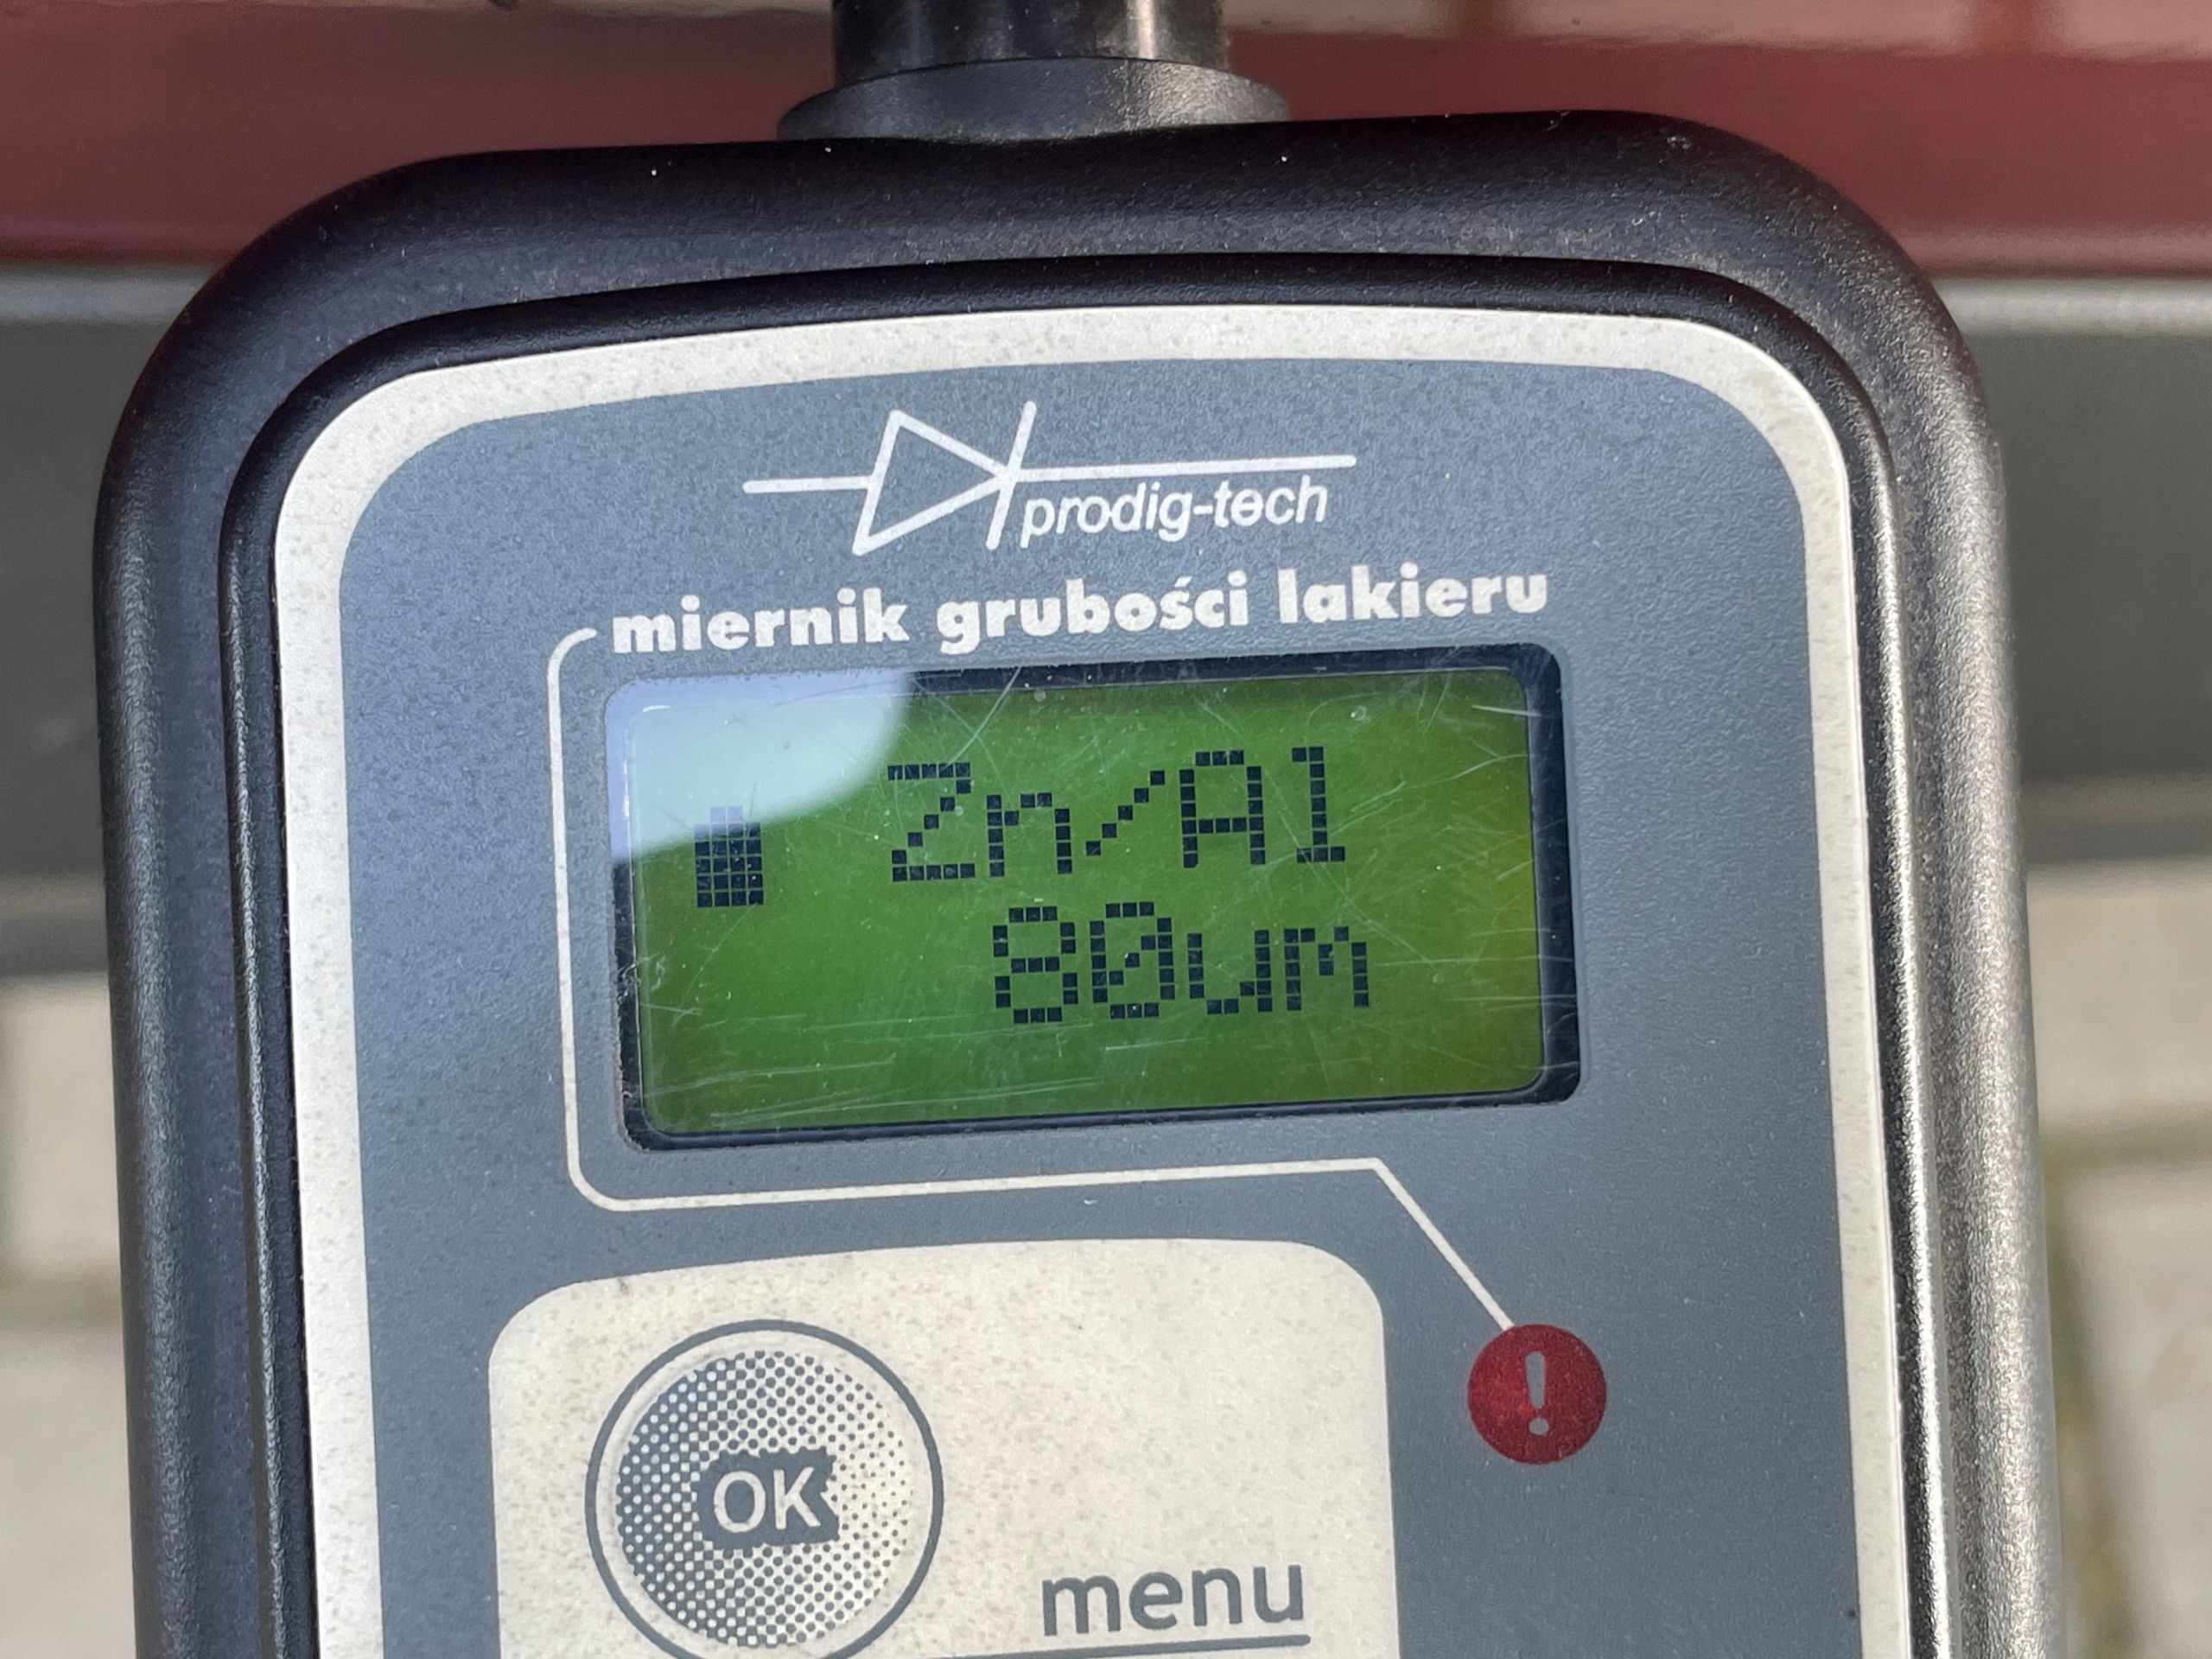 prodig-tech
miernik grubości lakieru
Zn/Al
80um
!
OK
menu